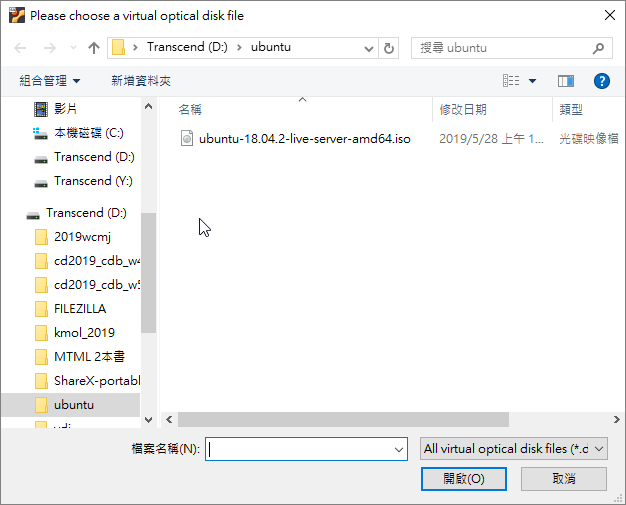 Please choose a virtual optical disk file
Transcend (D:) > ubuntu
搜尋 ubuntu
組合管理
新增資料夾
名稱
修改日期
類型
影片
本機磁碟 (C:)
Transcend (D:)
Transcend (Y:)
Transcend (D:)
2019wcmj
cd2019_cdb_w4
cd2019_cdb_w5
FILEZILLA
kmol_2019
MTML 2本書
ShareX-portabl
ubuntu
ubuntu-18.04.2-live-server-amd64.iso
2019/5/28 上午 1...
光碟映像檔
檔案名稱(N):
All virtual optical disk files (*.d
開啟(O)
取消